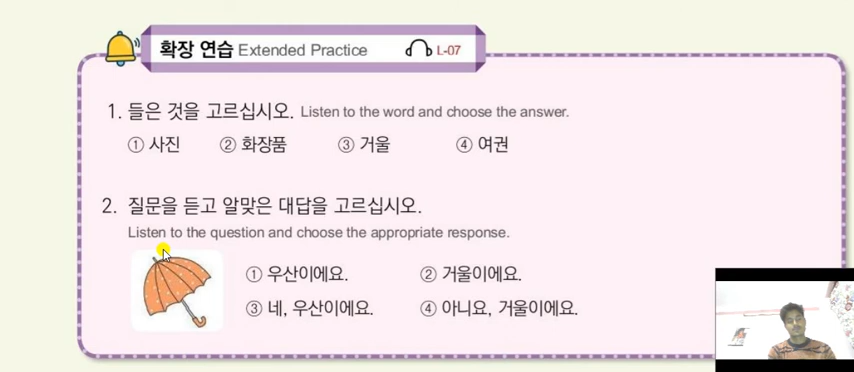 확장 연습 Extended Practice L-07
1. 들은 것을 고르십시오. Listen to the word and choose the answer.
① 사진 ② 화장품 ③ 거울 ④ 여권
2. 질문을 듣고 알맞은 대답을 고르십시오.
Listen to the question and choose the appropriate response.
① 우산이에요. ② 거울이에요.
③ 네, 우산이에요. ④ 아니요, 거울이에요.